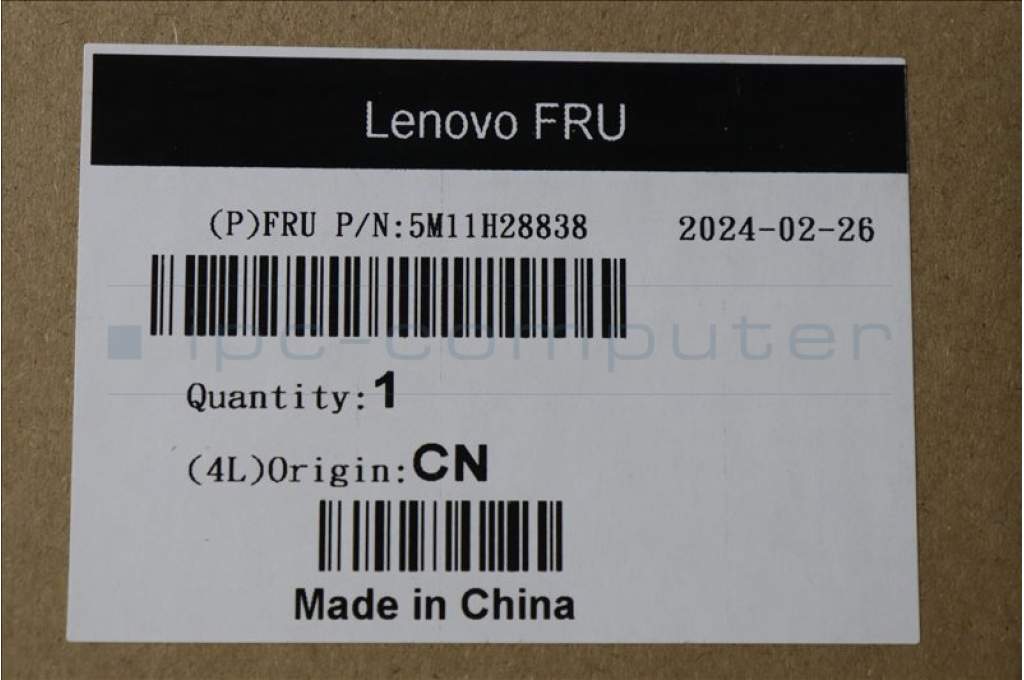 Lenovo FRU
(P)FRU P/N:5M11H28838 2024-02-26
ipc-computer
Quantity:1
(4L)Origin:CN
Made in China